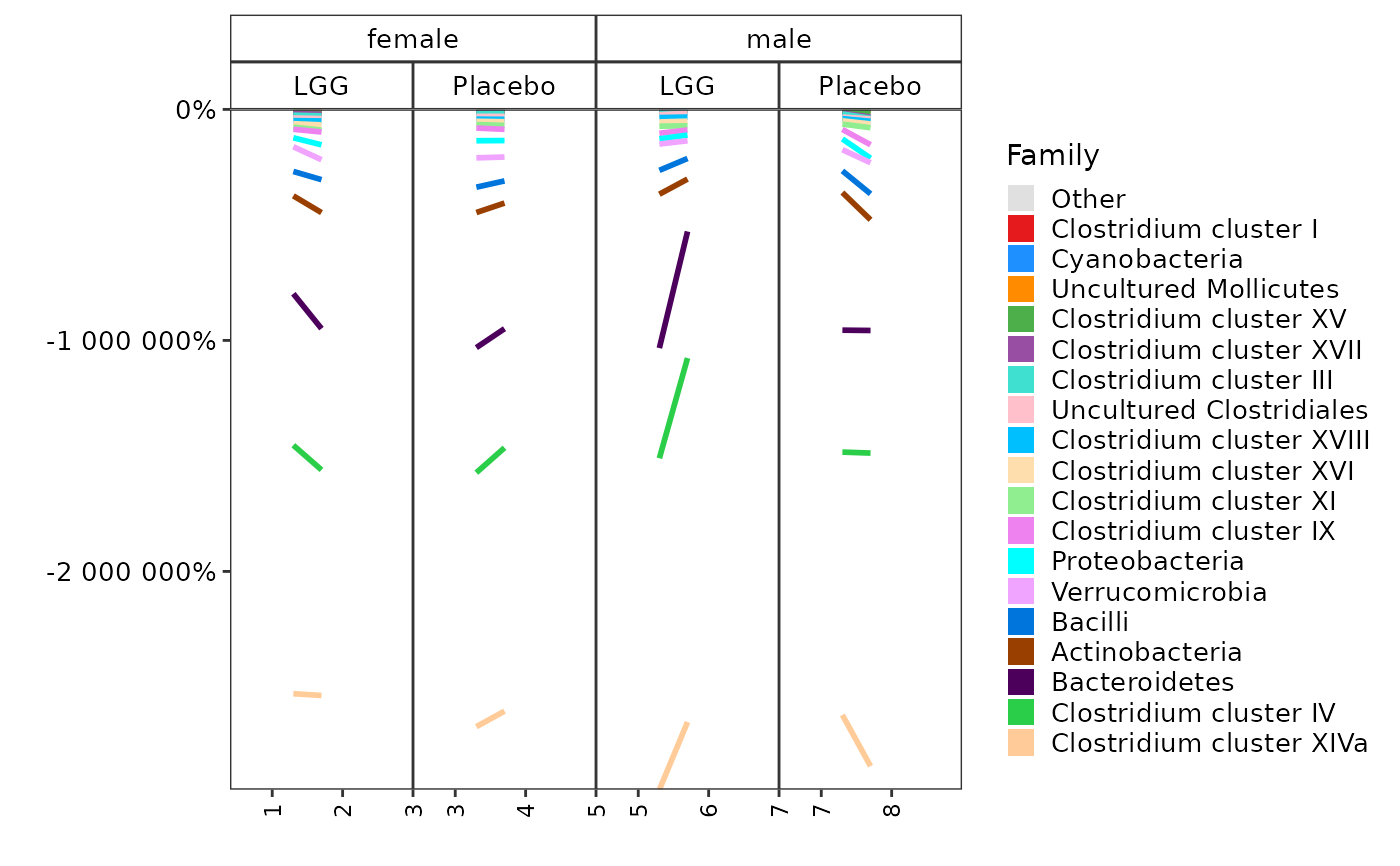 female male
LGG Placebo LGG Placebo
0%
-1 000 000%
-2 000 000%
1 2 3 3 4 5 5 6 7 7 8
Family
Other
Clostridium cluster I
Cyanobacteria
Uncultured Mollicutes
Clostridium cluster XV
Clostridium cluster XVII
Clostridium cluster III
Uncultured Clostridiales
Clostridium cluster XVIII
Clostridium cluster XVI
Clostridium cluster XI
Clostridium cluster IX
Proteobacteria
Verrucomicrobia
Bacilli
Actinobacteria
Bacteroidetes
Clostridium cluster IV
Clostridium cluster XIVa